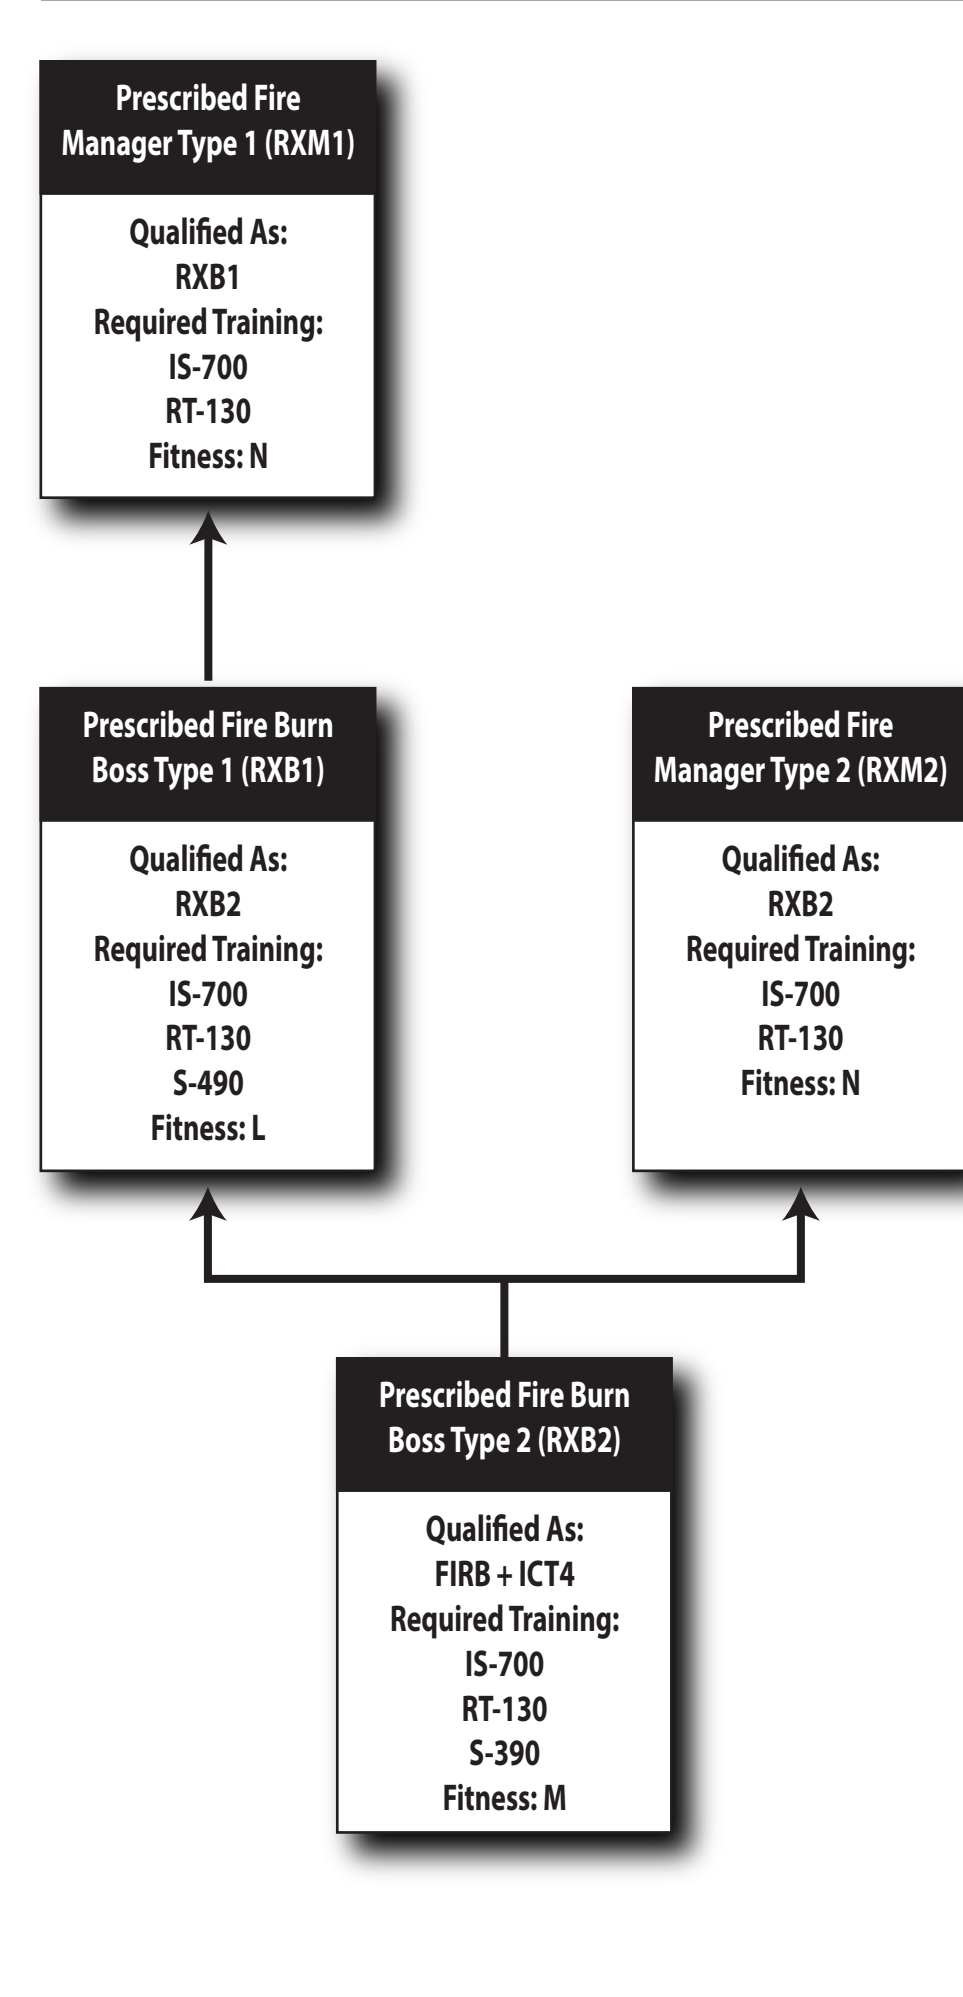 Prescribed Fire
Manager Type 1 (RXM1)
Qualified As:
RXB1
Required Training:
IS-700
RT-130
Fitness: N
Prescribed Fire Burn
Boss Type 1 (RXB1)
Qualified As:
RXB2
Required Training:
IS-700
RT-130
S-490
Fitness: L
Prescribed Fire
Manager Type 2 (RXM2)
Qualified As:
RXB2
Required Training:
IS-700
RT-130
Fitness: N
Prescribed Fire Burn
Boss Type 2 (RXB2)
Qualified As:
FIRB + ICT4
Required Training:
IS-700
RT-130
S-390
Fitness: M